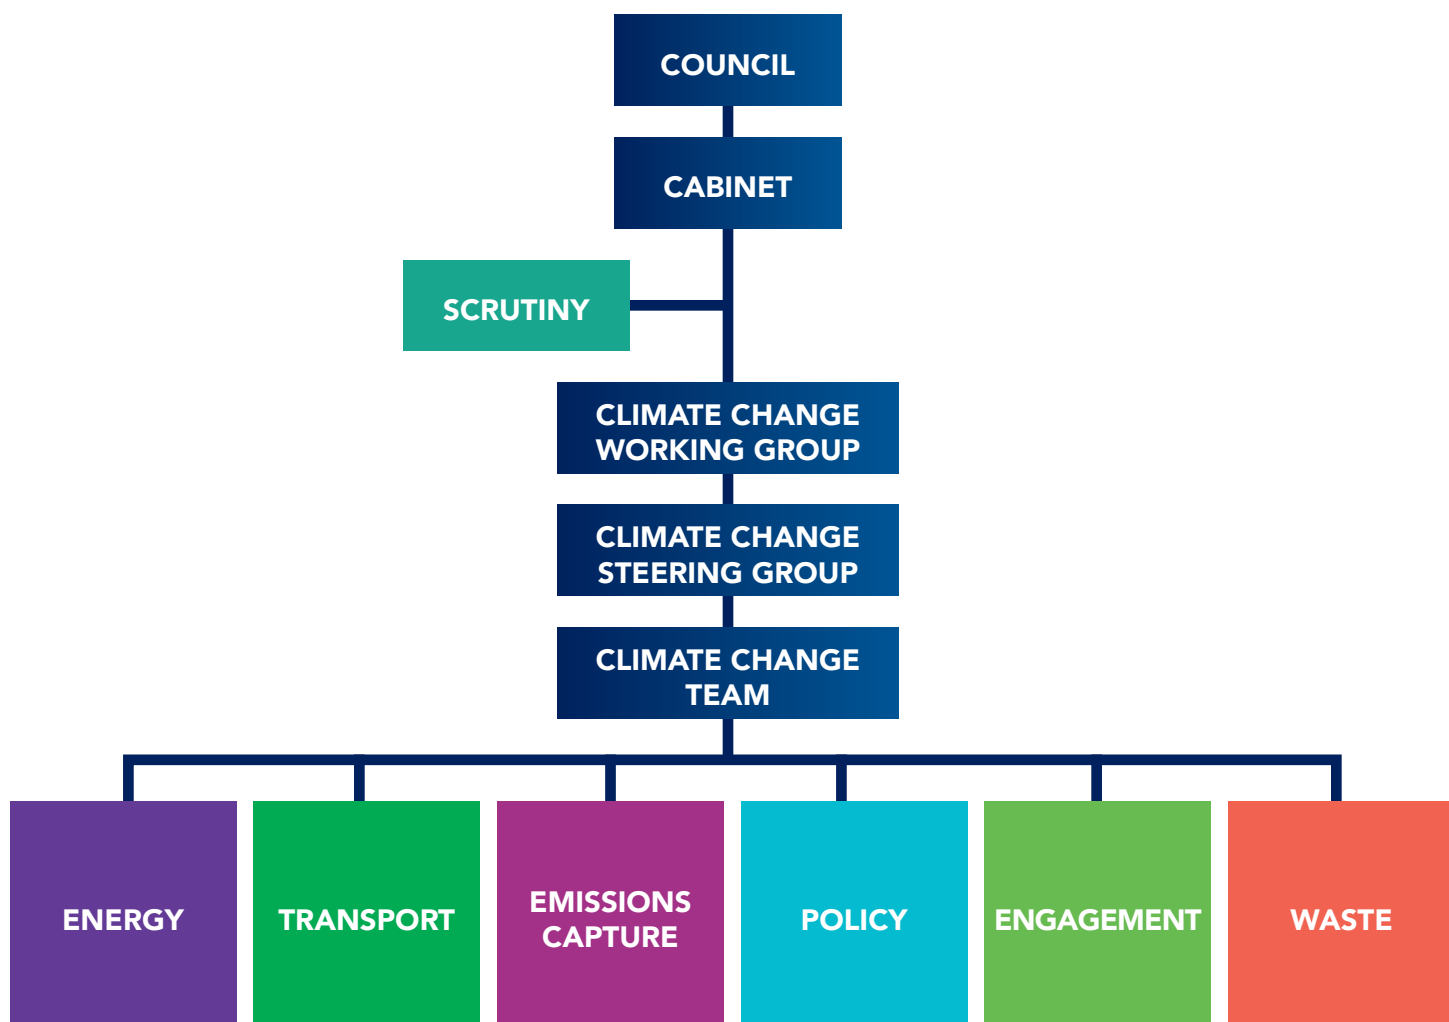 COUNCIL
CABINET
SCRUTINY
CLIMATE CHANGE
WORKING GROUP
CLIMATE CHANGE
STEERING GROUP
CLIMATE CHANGE
TEAM
ENERGY
TRANSPORT
EMISSIONS
CAPTURE
POLICY
ENGAGEMENT
WASTE